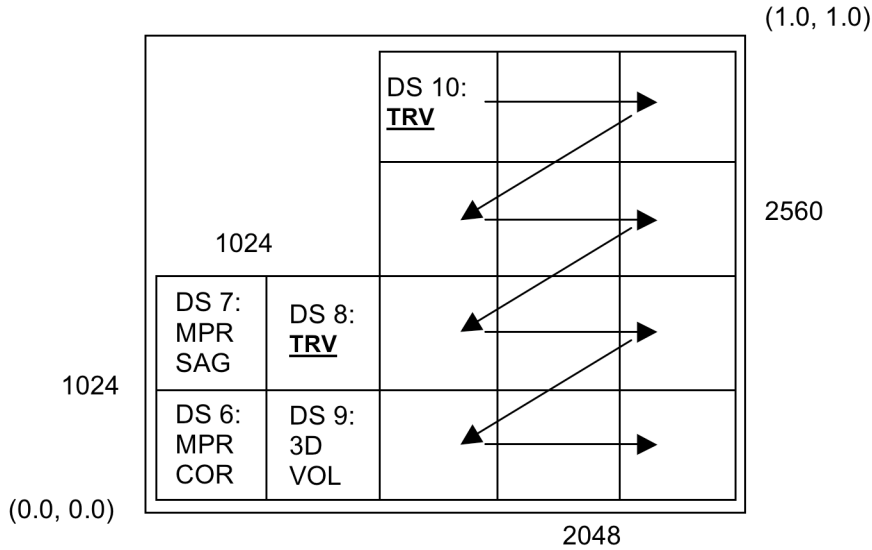 (1.0, 1.0)
DS 10:
TRV
2560
1024
DS 7:
MPR
SAG
DS 8:
TRV
1024
DS 6:
MPR
COR
DS 9:
3D
VOL
(0.0, 0.0)
2048